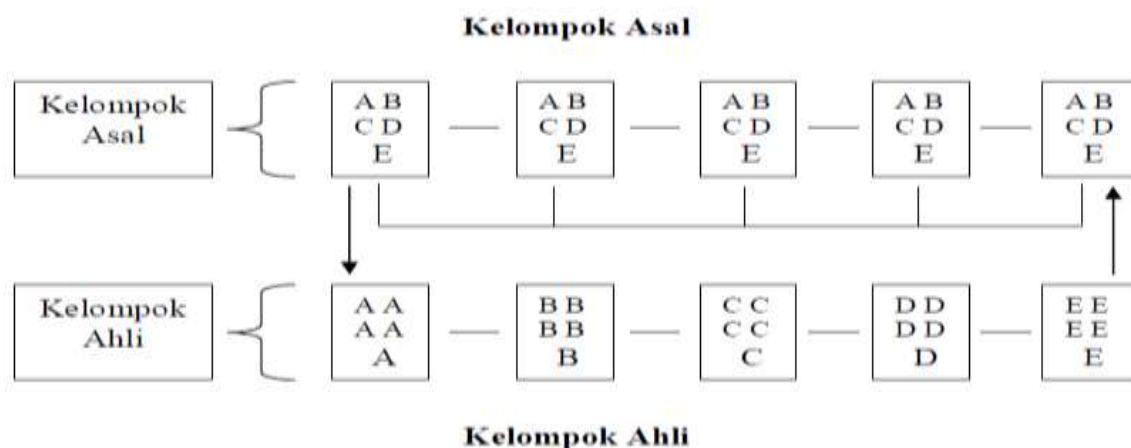 Kelompok Asal
Kelompok
Asal
A B
C D
E
A B
C D
E
A B
C D
E
A B
C D
E
A B
C D
E
Kelompok
Ahli
A A
A A
A
B B
B B
B
C C
C C
C
D D
D D
D
E E
E E
E
Kelompok Ahli